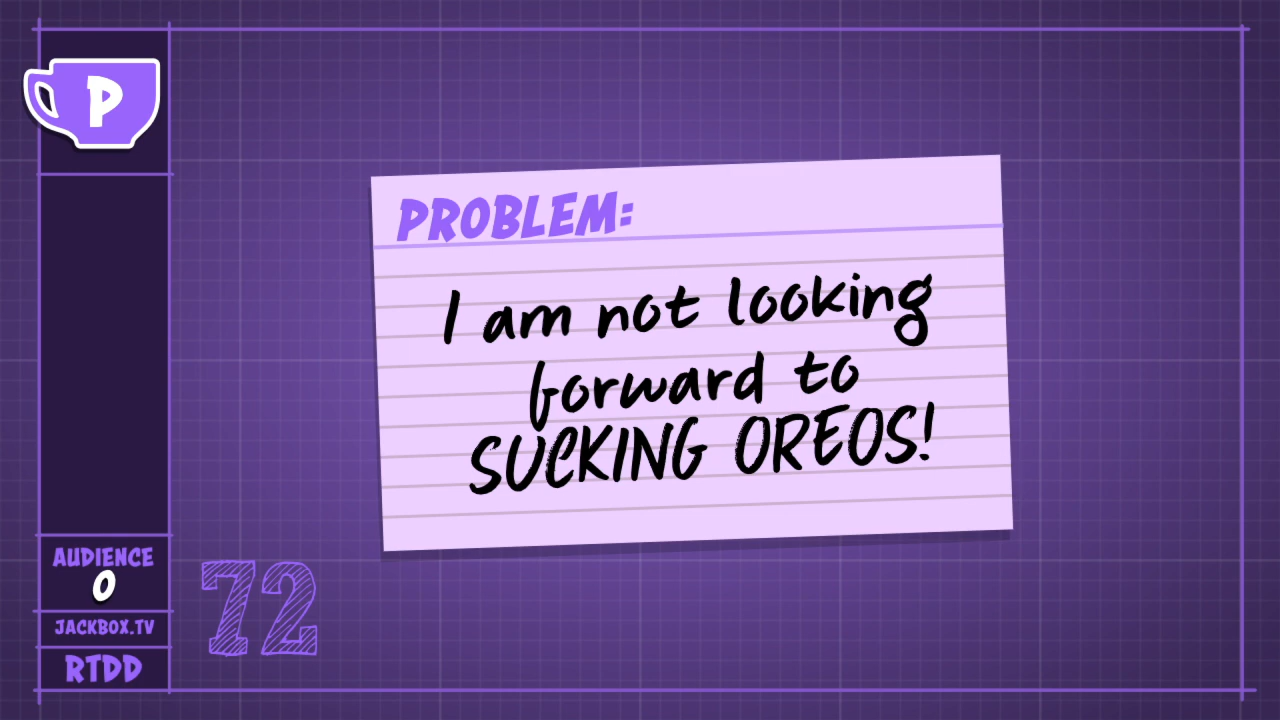 P
PROBLEM:
I am not looking
forward to
SUCKING OREOS!
AUDIENCE
0
JACKBOX.TV
RTDD
72